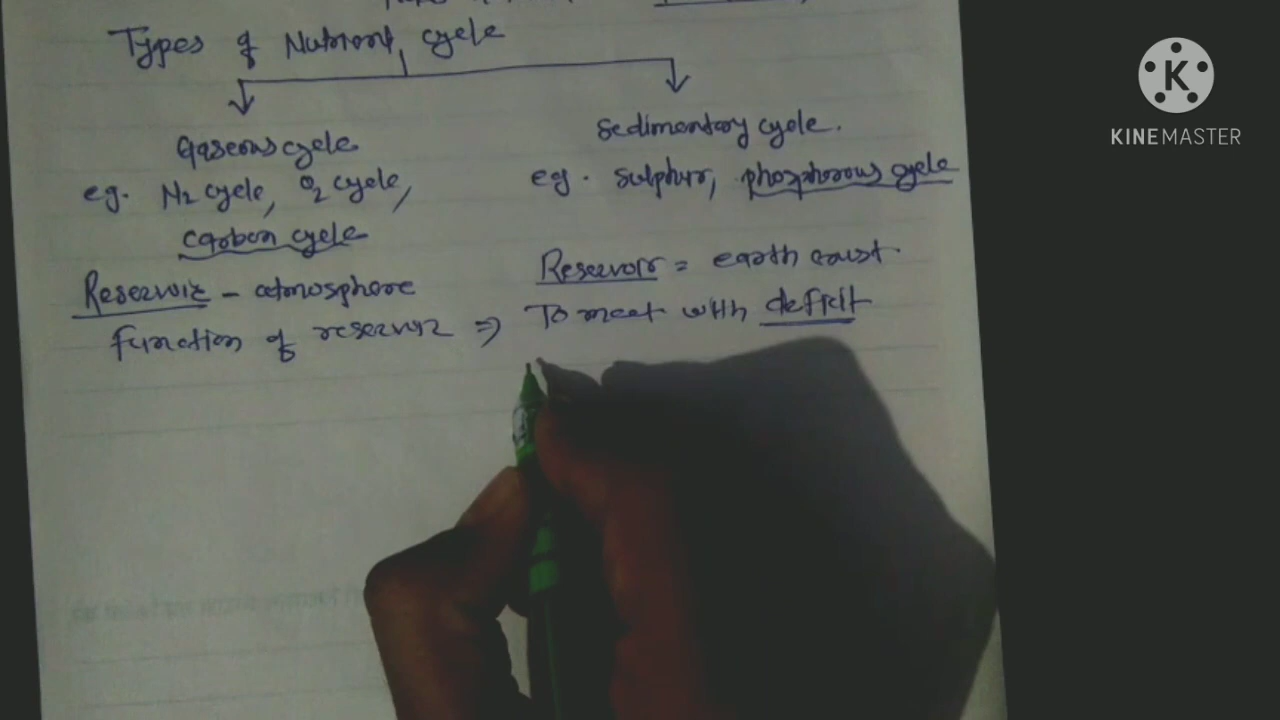 Types of Nutrient cycle
Gaseous cycle
eg. N2 cycle, O2 cycle,
carbon cycle
Reservoir - atmosphere
Sedimentary cycle.
eg. sulphur, phosphorous cycle
Reservoir = earth crust
function of reservoir ⇒ To meet with deficit
KINEMASTER